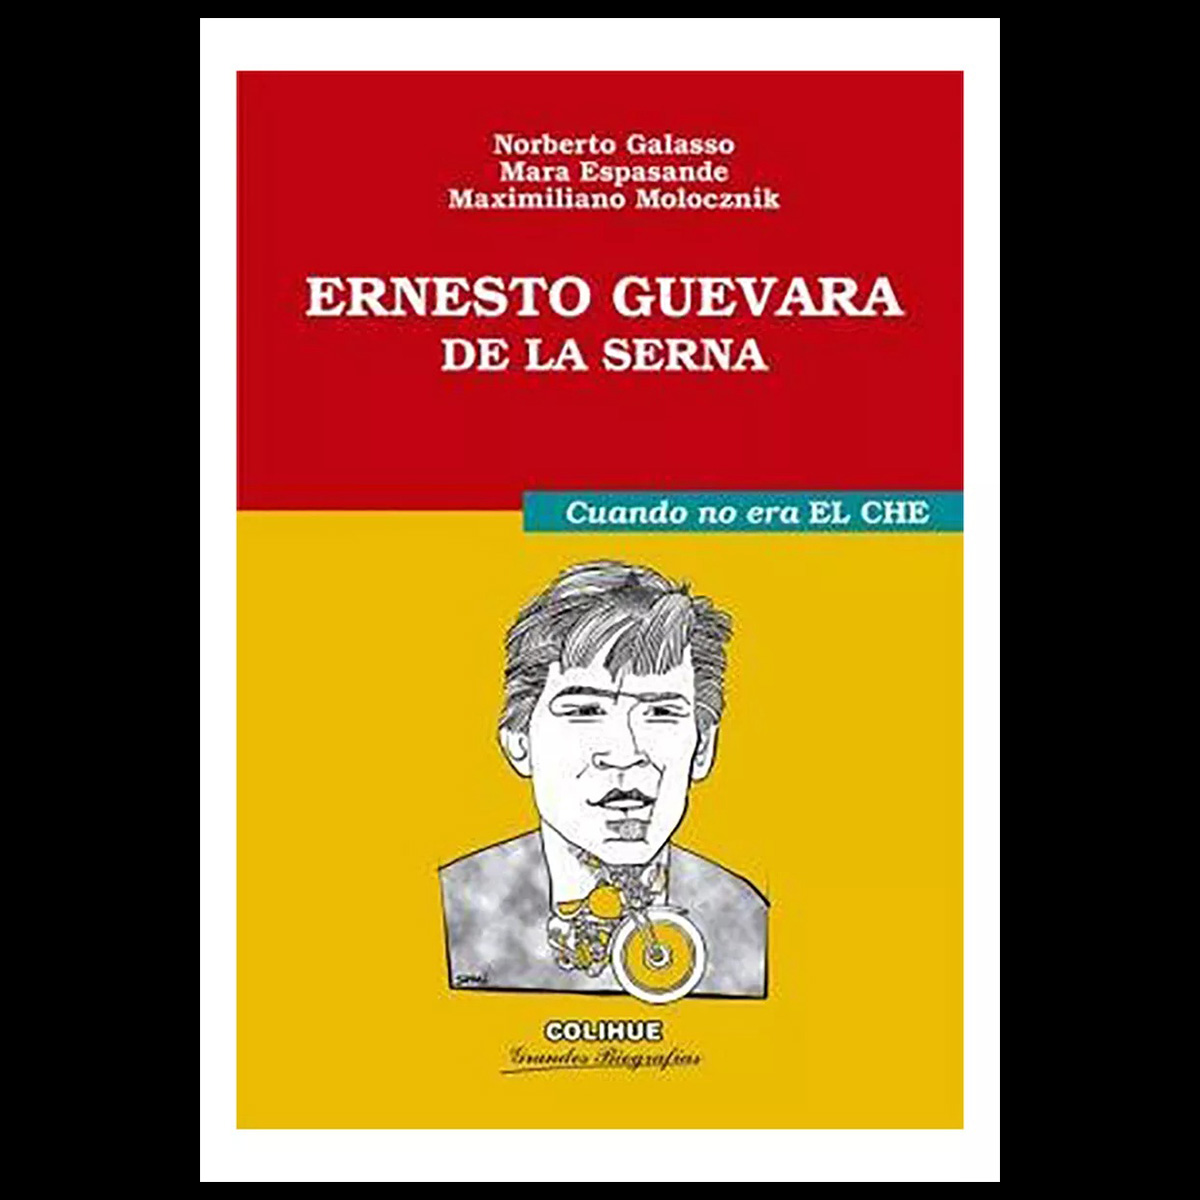 Norberto Galasso
Mara Espasande
Maximiliano Molocznik
ERNESTO GUEVARA
DE LA SERNA
Cuando no era EL CHE
COLIHUE
Grandes Biografías